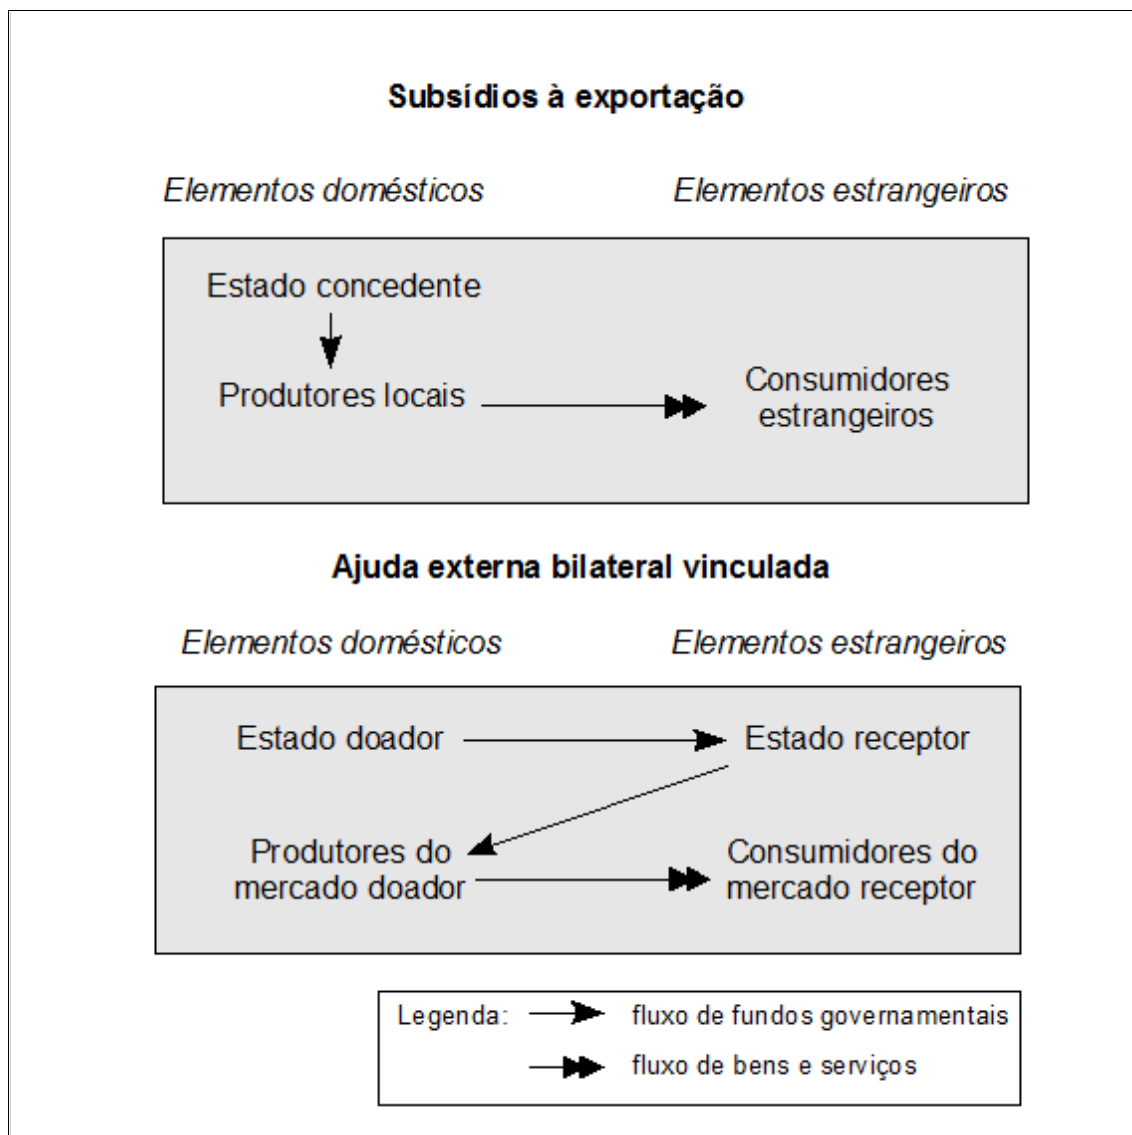 Subsídios à exportação
Elementos domésticos
Elementos estrangeiros
Estado concedente
Produtores locais
Consumidores
estrangeiros
Ajuda externa bilateral vinculada
Elementos domésticos
Elementos estrangeiros
Estado doador
Estado receptor
Produtores do
mercado doador
Consumidores do
mercado receptor
Legenda:
fluxo de fundos governamentais
fluxo de bens e serviços